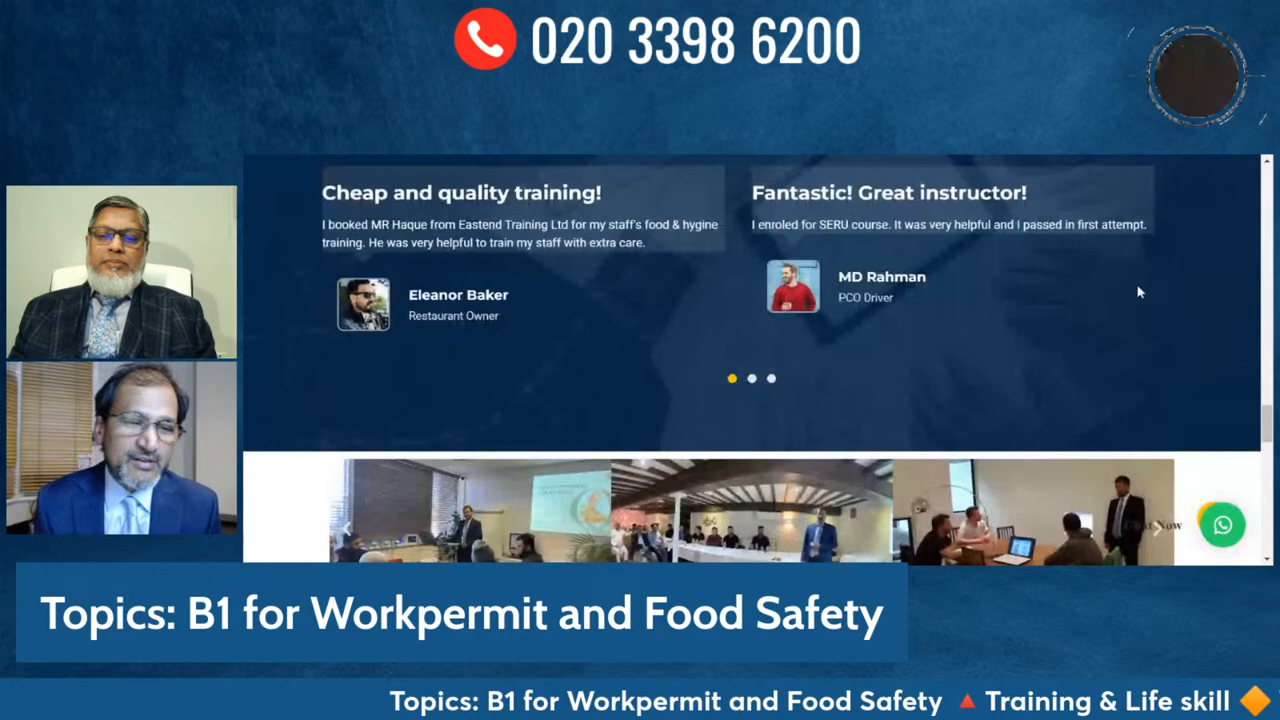 020 3398 6200
Cheap and quality training!
I booked MR Haque from Eastend Training Ltd for my staff's food & hygine
training. He was very helpful to train my staff with extra care.
Eleanor Baker
Restaurant Owner
Fantastic! Great instructor!
I enroled for SERU course. It was very helpful and I passed in first attempt.
MD Rahman
PCO Driver
Now
Topics: B1 for Workpermit and Food Safety
Topics: B1 for Workpermit and Food Safety 🔺 Training & Life skill 🔶